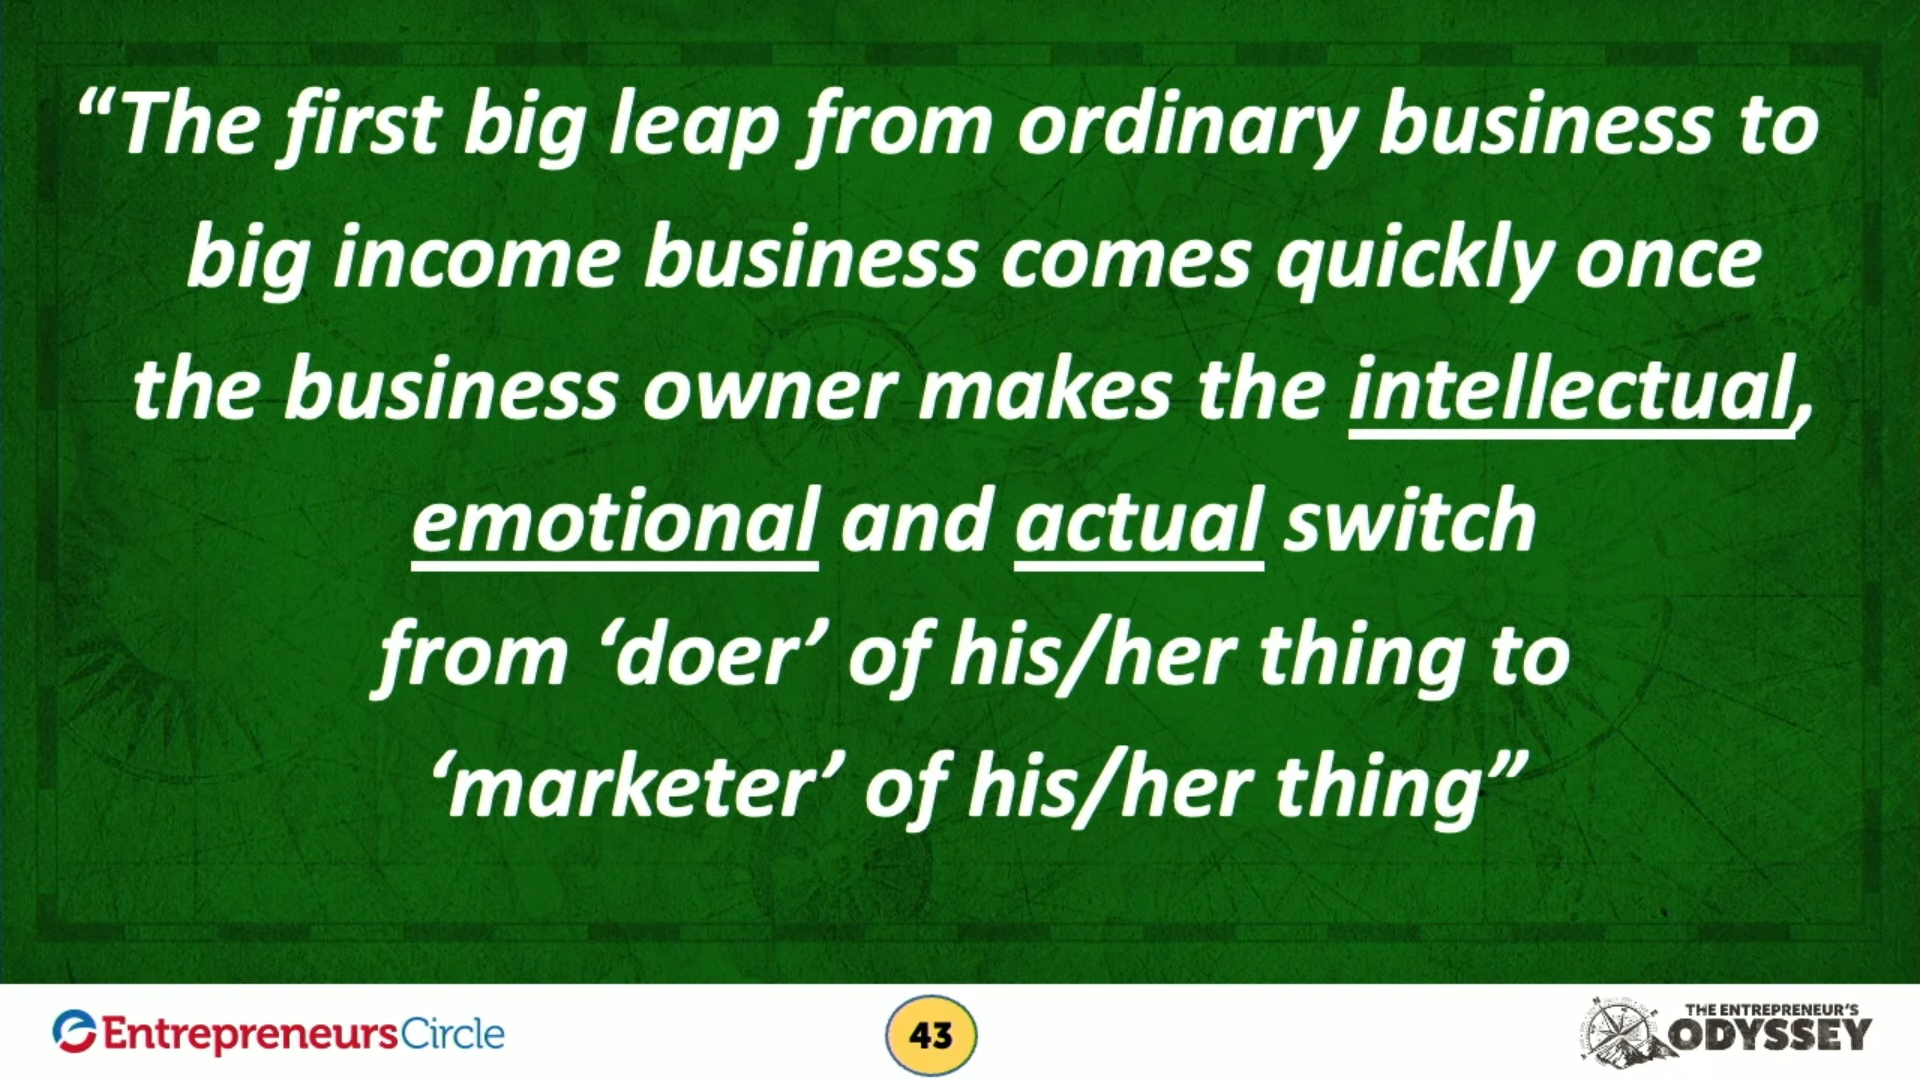 “The first big leap from ordinary business to
big income business comes quickly once
the business owner makes the intellectual,
emotional and actual switch
from ‘doer’ of his/her thing to
‘marketer’ of his/her thing”
EntrepreneursCircle
43
THE ENTREPRENEUR'S
ODYSSEY